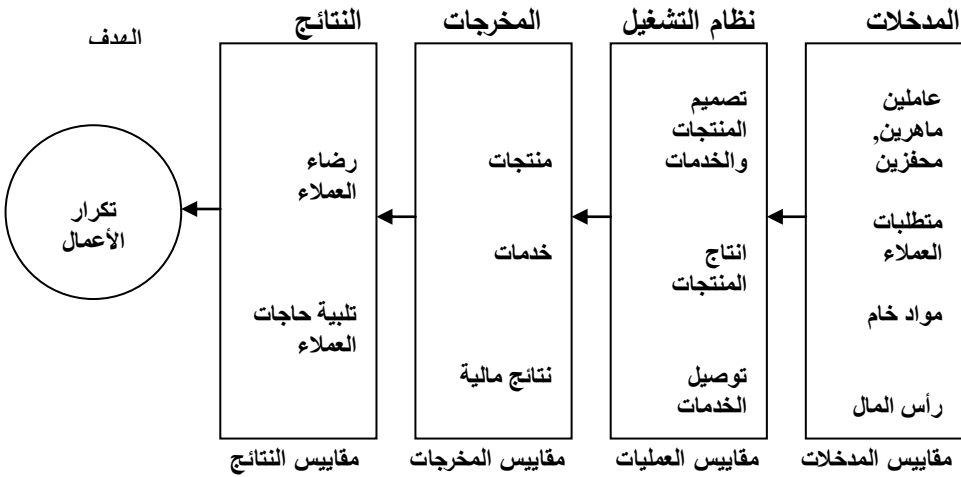 المدخلات
عاملين
ماهرين,
محفزين
متطلبات
العملاء
مواد خام
رأس المال
مقاييس المدخلات
نظام التشغيل
تصميم
المنتجات
والخدمات
انتاج
المنتجات
توصيل
الخدمات
مقاييس العمليات
المخرجات
منتجات
خدمات
نتائج مالية
مقاييس المخرجات
النتائج
رضاء
العملاء
تلبية حاجات
العملاء
مقاييس النتائج
الهدف
تكرار
الأعمال